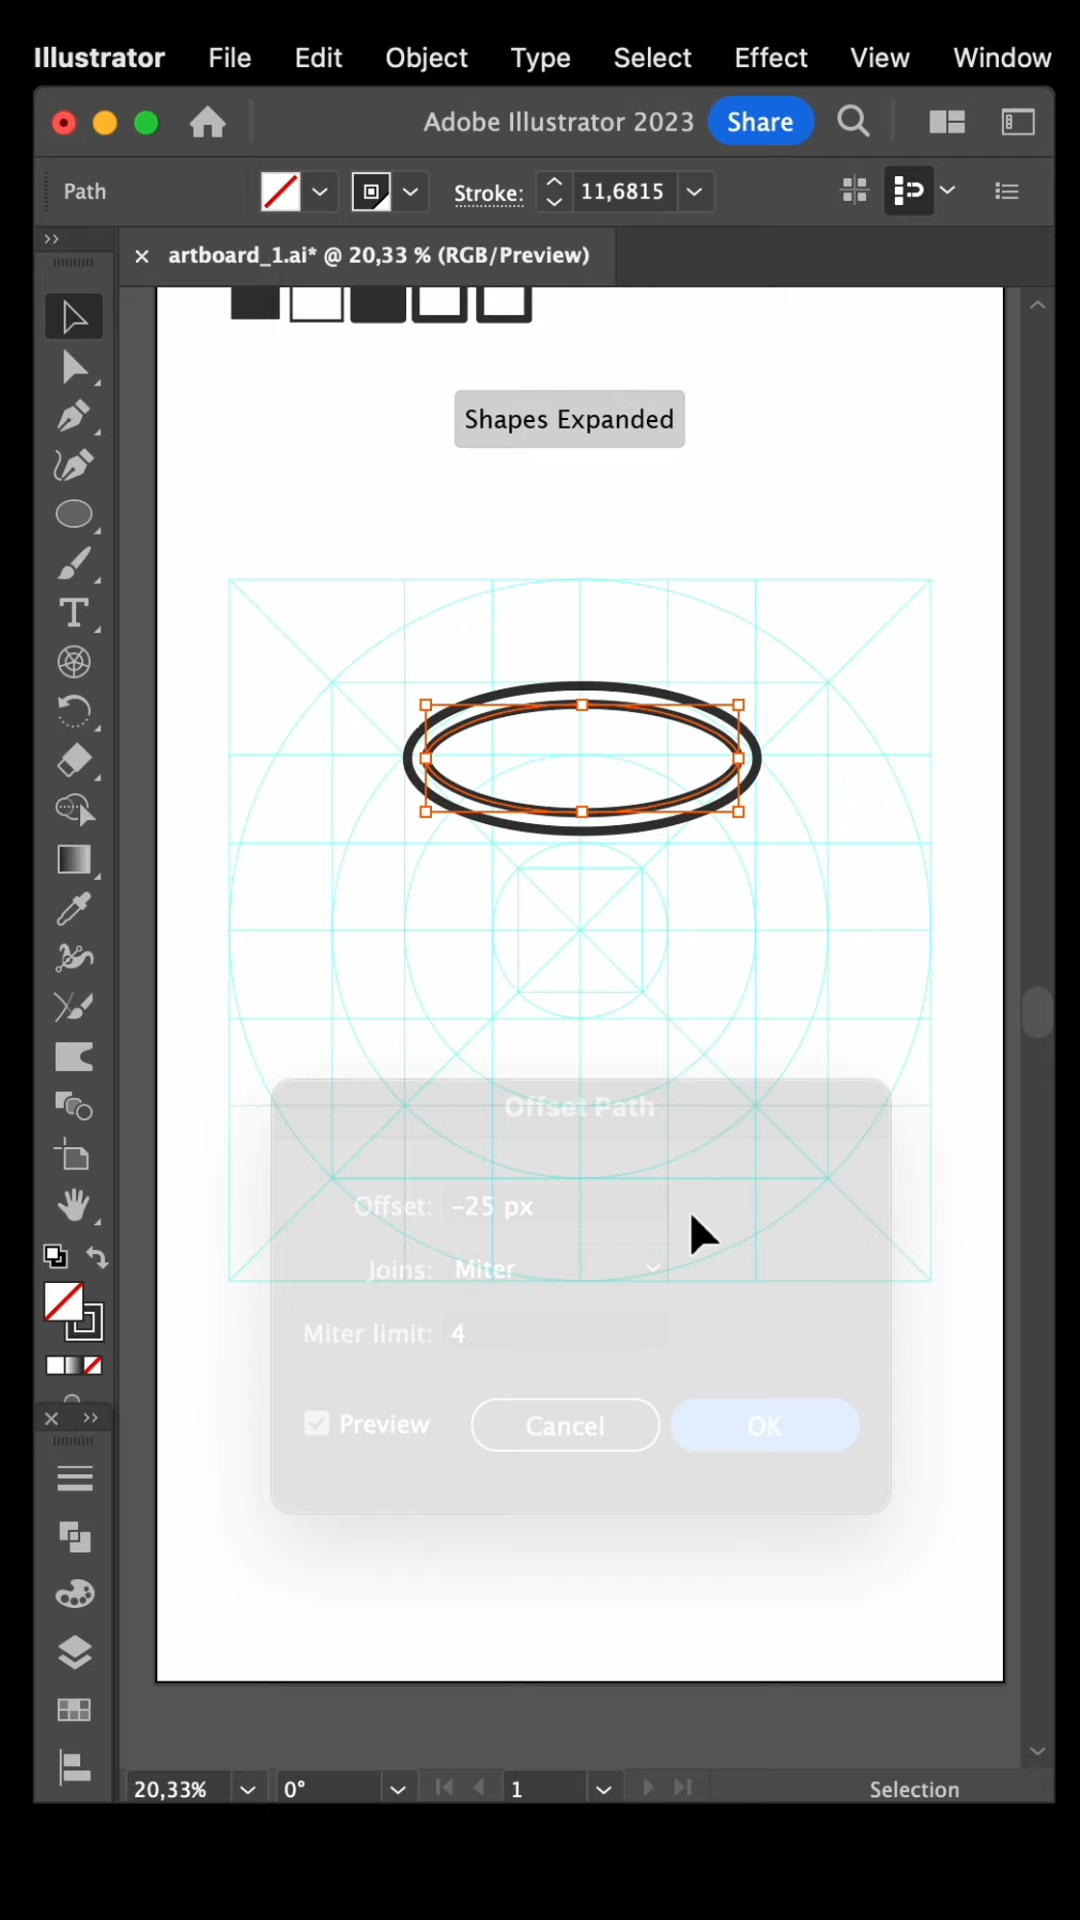 Illustrator File Edit Object Type Select Effect View Window
Adobe Illustrator 2023 Share
Path Stroke: 11,6815
artboard_1.ai* @ 20,33 % (RGB/Preview)
Shapes Expanded
Offset Path
Offset: -25 px
Joins: Miter
Miter limit: 4
Preview Cancel OK
20,33% 0° 1 Selection